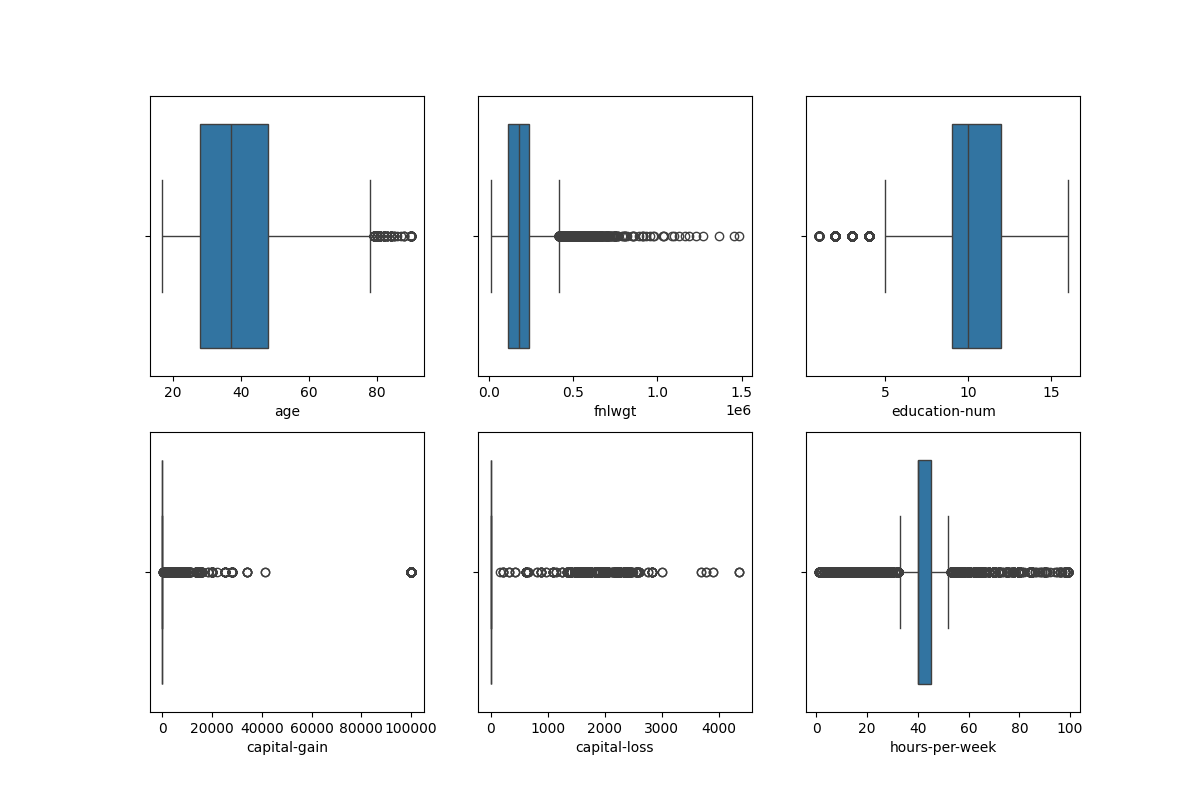 20 40 60 80
age
0.0 0.5 1.0 1.5
1e6
fnlwgt
5 10 15
education-num
0 20000 40000 60000 80000 100000
capital-gain
0 1000 2000 3000 4000
capital-loss
0 20 40 60 80 100
hours-per-week